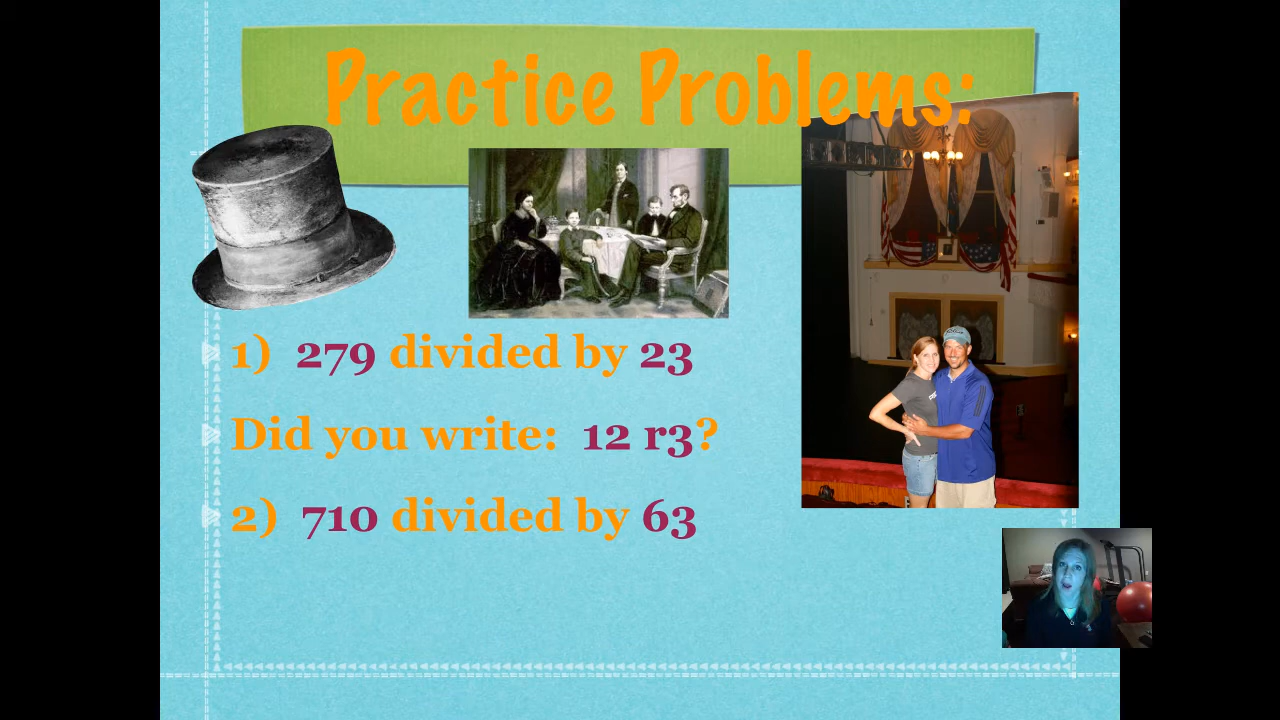 Practice Problems:
1) 279 divided by 23
Did you write: 12 r3?
2) 710 divided by 63